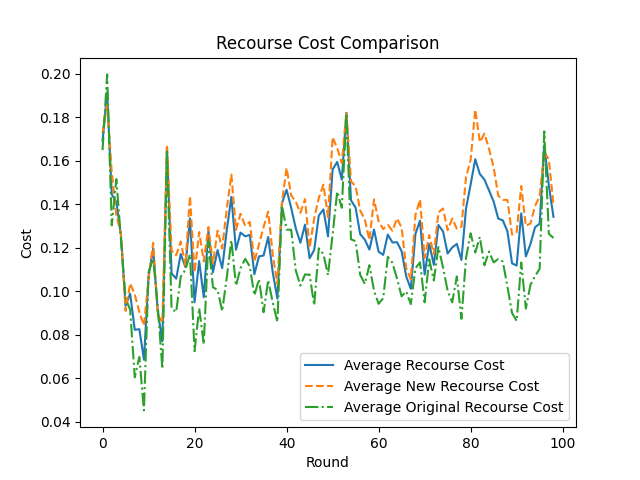 Recourse Cost Comparison
0.20
0.18
0.16
0.14
0.12
0.10
0.08
0.06
0.04
Cost
0
20
40
60
80
100
Round
Average Recourse Cost
Average New Recourse Cost
Average Original Recourse Cost